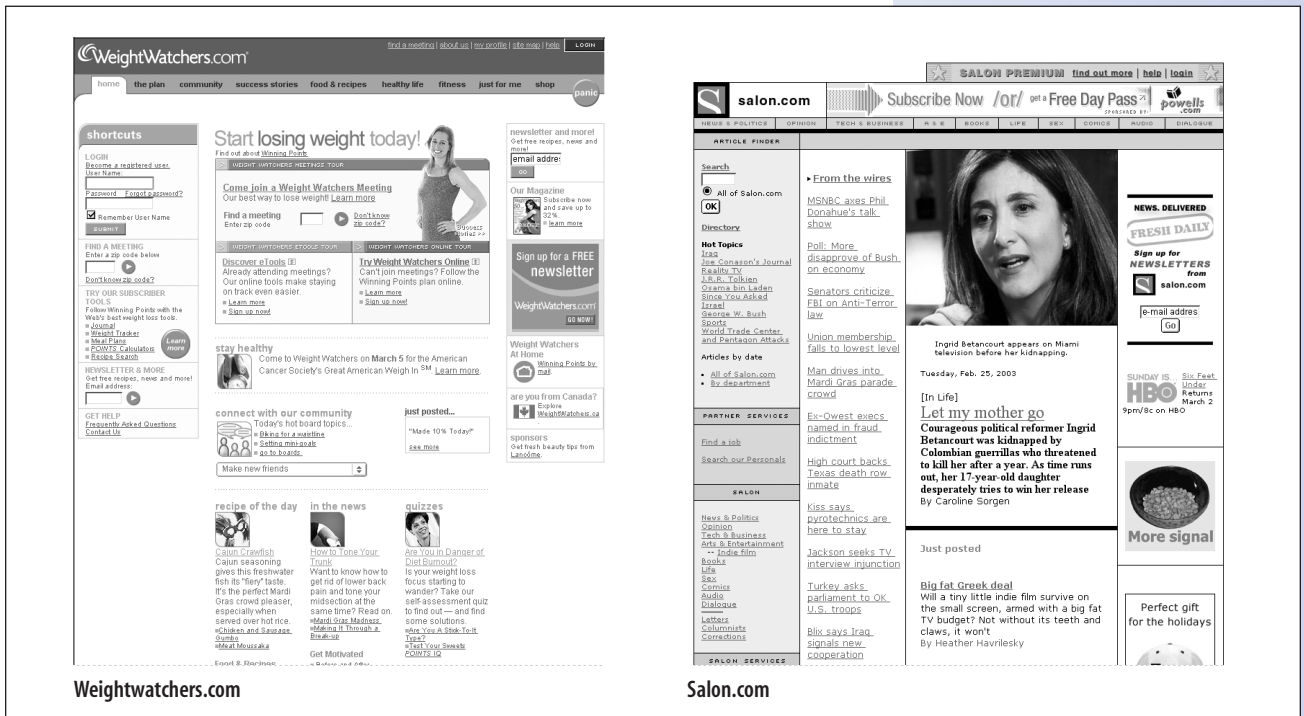 find a meeting | about us | my profile | site map | help
LOGIN
WeightWatchers.com
home the plan community success stories food & recipes healthy life fitness just for me shop
panic
shortcuts
LOGIN
Become a registered user.
User Name:
Password Forgot password?
Remember User Name
SUBMIT
FIND A MEETING
Enter a zip code below
Don't know zip code?
TRY OUR SUBSCRIBER
TOOLS
Follow Winning Points with the
Web's best weight loss tools.
Journal
Weight Tracker
Meal Plans
POINTS Calculators
Recipe Search
Learn
more
NEWSLETTER & MORE
Get free recipes, news and more!
Email address:
GET HELP
Frequently Asked Questions
Contact Us
Start losing weight today!
Find out about Winning Points
WEIGHT WATCHERS MEETINGS TOUR
Come join a Weight Watchers Meeting
Our best way to lose weight! Learn more
Find a meeting
Enter zip code
Don't know
zip code?
Success
Stories >>
WEIGHT WATCHERS ETOOLS TOUR
Discover eTools
Already attending meetings?
Our online tools make staying
on track even easier.
Learn more
Sign up now!
WEIGHT WATCHERS ONLINE TOUR
Try Weight Watchers Online
Can't join meetings? Follow the
Winning Points plan online.
Learn more
Sign up now!
stay healthy
Come to Weight Watchers on March 5 for the American
Cancer Society's Great American Weigh In SM. Learn more.
connect with our community
Today's hot board topics...
Biking for a waistline
Setting mini-goals
go to boards
Make new friends
just posted...
"Made 10% Today!"
see more
recipe of the day
Cajun Crawfish
Cajun seasoning
gives this freshwater
fish its "fiery" taste.
It's the perfect Mardi
Gras crowd pleaser,
especially when
served over hot rice.
Chicken and Sausage
Gumbo
Meat Moussaka
Food & Recipes
in the news
How to Tone Your
Trunk
Want to know how to
get rid of lower back
pain and tone your
midsection at the
same time? Read on.
Mardi Gras Madness
Making It Through a
Break-up
Get Motivated
Before and After
quizzes
Are You in Danger of
Diet Burnout?
Is your weight loss
focus starting to
wander? Take our
self-assessment quiz
to find out — and find
some solutions.
Are You A Stick-To-It
Type?
Test Your Sweets
POINTS IQ
newsletter and more!
Get free recipes, news and
more!
email addres
GO
Our Magazine
Subscribe now
and save up to
32%.
learn more
Sign up for a FREE
newsletter
WeightWatchers.com
GO NOW!
Weight Watchers
At Home
Winning Points by
mail.
are you from Canada?
Explore
WeightWatchers.ca
sponsors
Get fresh beauty tips from
Lancôme.
Weightwatchers.com
SALON PREMIUM find out more | help | login
S
salon.com
Subscribe Now /or/ get a Free Day Pass
SPONSORED BY:
powells
.com
NEWS & POLITICS OPINION TECH & BUSINESS A & E BOOKS LIFE SEX COMICS AUDIO DIALOGUE
ARTICLE FINDER
Search
All of Salon.com
OK
Directory
Hot Topics
Iraq
Joe Conason's Journal
Reality TV
J.R.R. Tolkien
Osama bin Laden
Since You Asked
Israel
George W. Bush
Sports
World Trade Center
and Pentagon Attacks
Articles by date
All of Salon.com
By department
PARTNER SERVICES
Find a job
Search our Personals
SALON
News & Politics
Opinion
Tech & Business
Arts & Entertainment
-- Indie film
Books
Life
Sex
Comics
Audio
Dialogue
Letters
Columnists
Corrections
SALON SERVICES
From the wires
MSNBC axes Phil
Donahue's talk
show
Poll: More
disapprove of Bush
on economy
Senators criticize
FBI on Anti-Terror
law
Union membership
falls to lowest level
Man drives into
Mardi Gras parade
crowd
Ex-Qwest execs
named in fraud
indictment
High court backs
Texas death row
inmate
Kiss says
pyrotechnics are
here to stay
Jackson seeks TV
interview injunction
Turkey asks
parliament to OK
U.S. troops
Blix says Iraq
signals new
cooperation
Ingrid Betancourt appears on Miami
television before her kidnapping.
Tuesday, Feb. 25, 2003
[In Life]
Let my mother go
Courageous political reformer Ingrid
Betancourt was kidnapped by
Colombian guerrillas who threatened
to kill her after a year. As time runs
out, her 17-year-old daughter
desperately tries to win her release
By Caroline Sorgen
Just posted
Big fat Greek deal
Will a tiny little indie film survive on
the small screen, armed with a big fat
TV budget? Not without its teeth and
claws, it won't
By Heather Havrilesky
NEWS. DELIVERED
FRESH DAILY
Sign up for
NEWSLETTERS
from
S salon.com
e-mail addres
Go
SUNDAY IS
HBO
Six Feet
Under
Returns
March 2
9pm/8c on HBO
More signal
Perfect gift
for the holidays
Salon.com